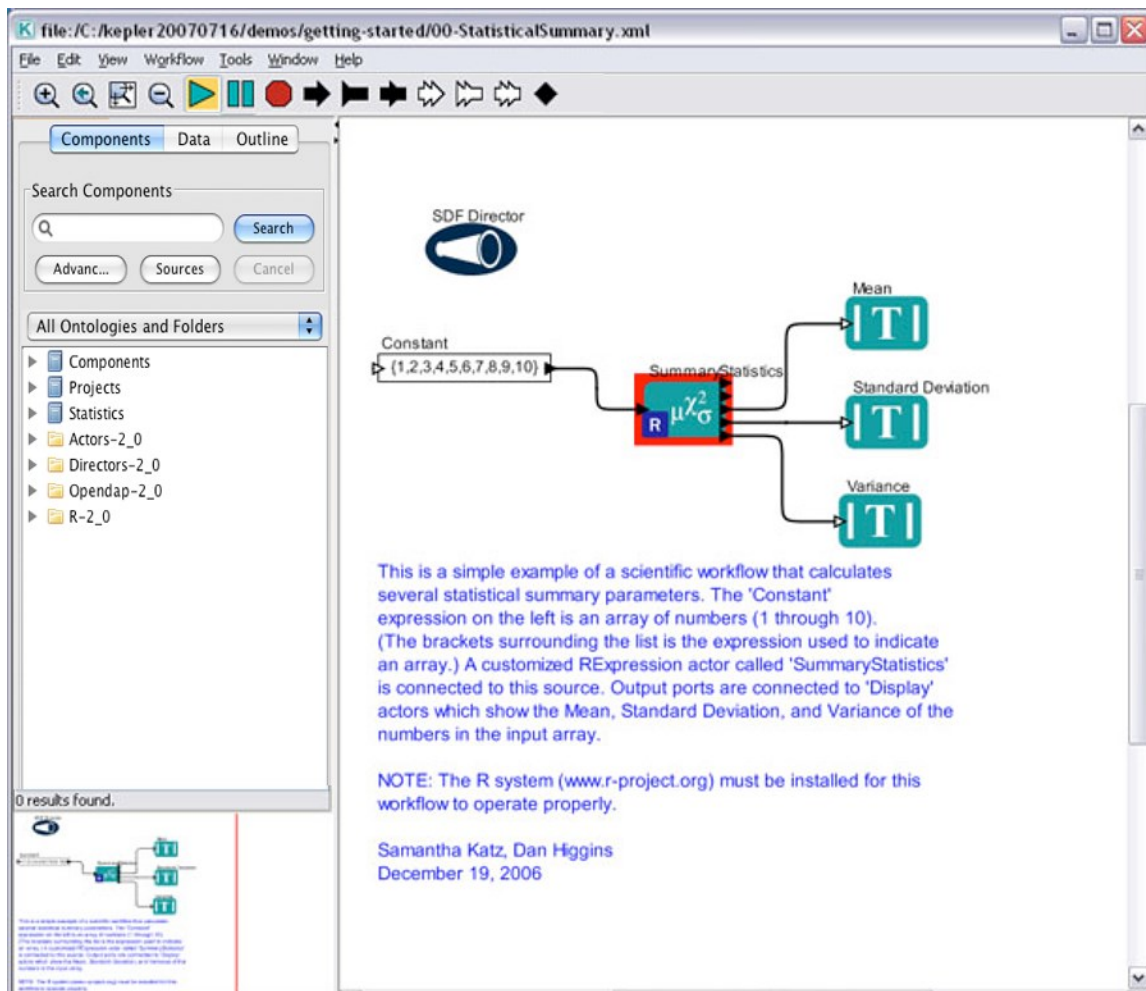 file:/C:/kepler20070716/demos/getting-started/00-StatisticalSummary.xml
File Edit View Workflow Tools Window Help
Components Data Outline
Search Components
Search
Advanc... Sources Cancel
All Ontologies and Folders
Components
Projects
Statistics
Actors-2_0
Directors-2_0
Opendap-2_0
R-2_0
0 results found.
SDF Director
Constant
{1,2,3,4,5,6,7,8,9,10}
SummaryStatistics
R μχ²σ
Mean
T
Standard Deviation
T
Variance
T
This is a simple example of a scientific workflow that calculates
several statistical summary parameters. The 'Constant'
expression on the left is an array of numbers (1 through 10).
(The brackets surrounding the list is the expression used to indicate
an array.) A customized RExpression actor called 'SummaryStatistics'
is connected to this source. Output ports are connected to 'Display'
actors which show the Mean, Standard Deviation, and Variance of the
numbers in the input array.
NOTE: The R system (www.r-project.org) must be installed for this
workflow to operate properly.
Samantha Katz, Dan Higgins
December 19, 2006